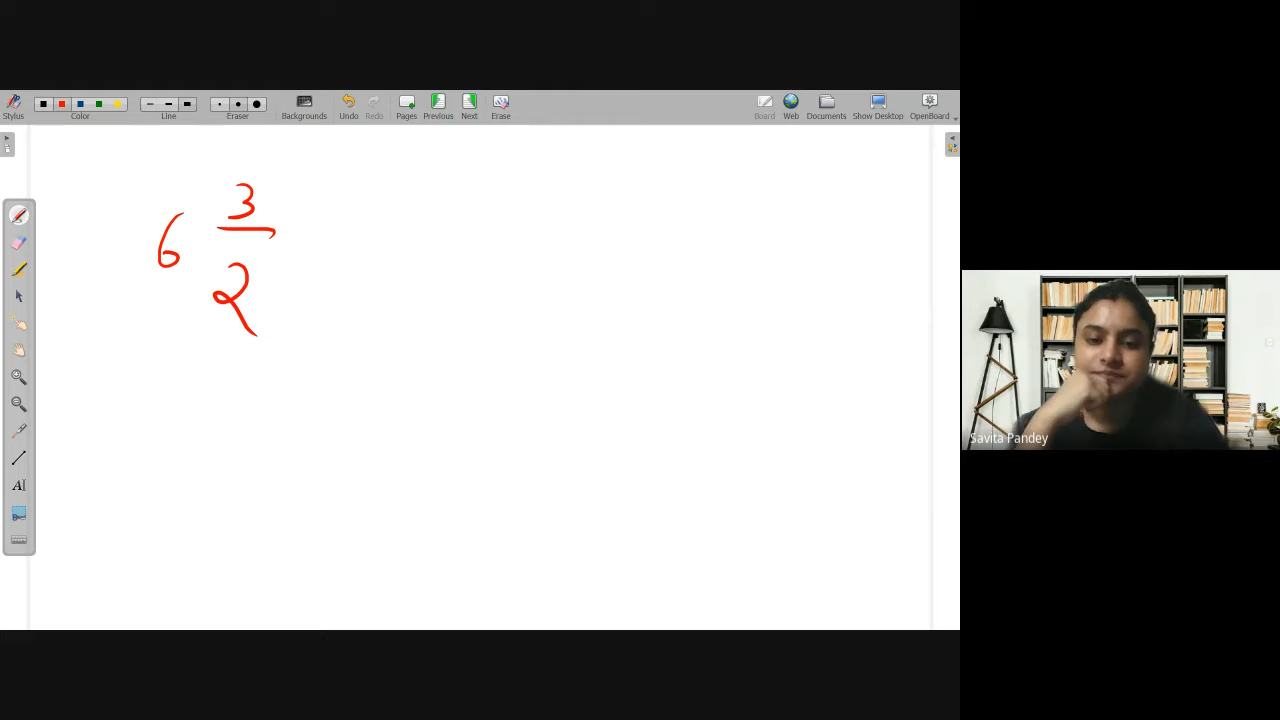 Stylus Color Line Eraser Backgrounds Undo Redo Pages Previous Next Erase Board Web Documents Show Desktop OpenBoard
6 3/2
Savita Pandey